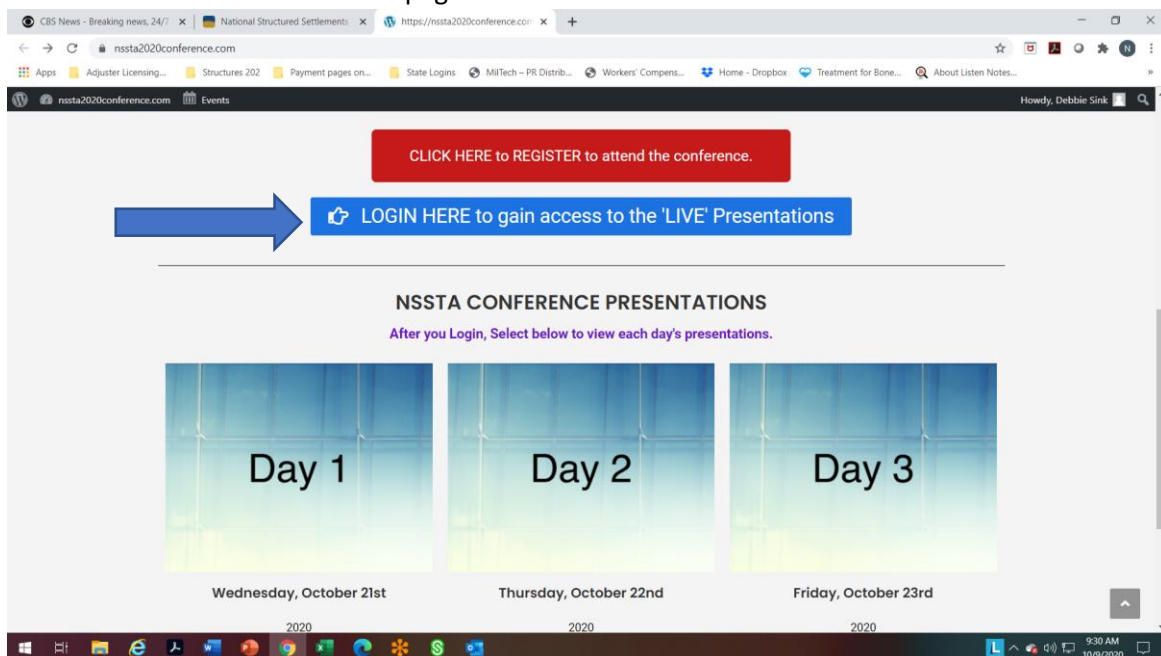 CBS News - Breaking news, 24/7
National Structured Settlements
https://nssta2020conference.com
nssta2020conference.com
Apps
Adjuster Licensing...
Structures 202
Payment pages on...
State Logins
MilTech – PR Distrib...
Workers' Compens...
Home - Dropbox
Treatment for Bone...
About Listen Notes...
nssta2020conference.com
Events
Howdy, Debbie Sink
CLICK HERE to REGISTER to attend the conference.
LOGIN HERE to gain access to the 'LIVE' Presentations
NSSTA CONFERENCE PRESENTATIONS
After you Login, Select below to view each day's presentations.
Day 1
Day 2
Day 3
Wednesday, October 21st
Thursday, October 22nd
Friday, October 23rd
2020
2020
2020
9:30 AM
10/9/2020